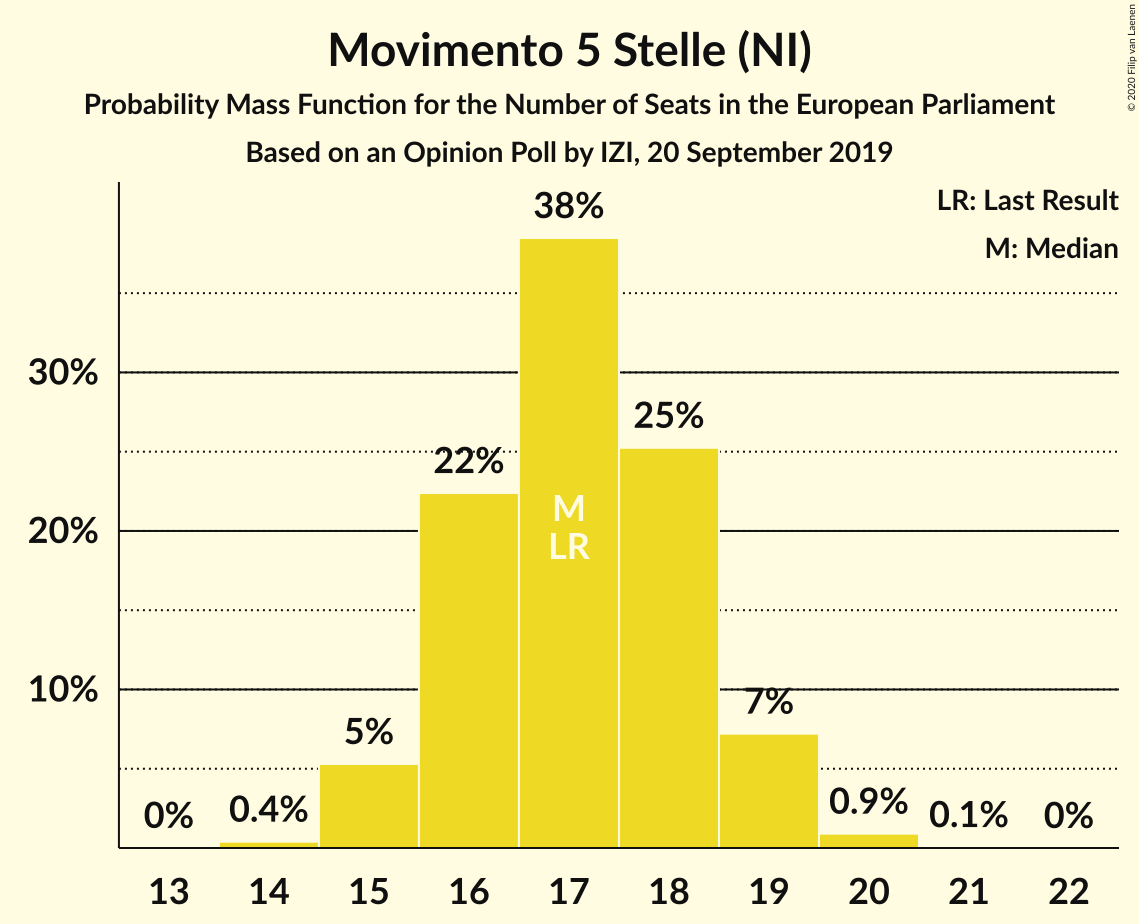 Movimento 5 Stelle (NI)
Probability Mass Function for the Number of Seats in the European Parliament
Based on an Opinion Poll by IZI, 20 September 2019
© 2020 Filip van Laenen
LR: Last Result
M: Median
30%
20%
10%
0%
0.4%
5%
22%
38%
25%
7%
0.9%
0.1%
0%
M
LR
13 14 15 16 17 18 19 20 21 22